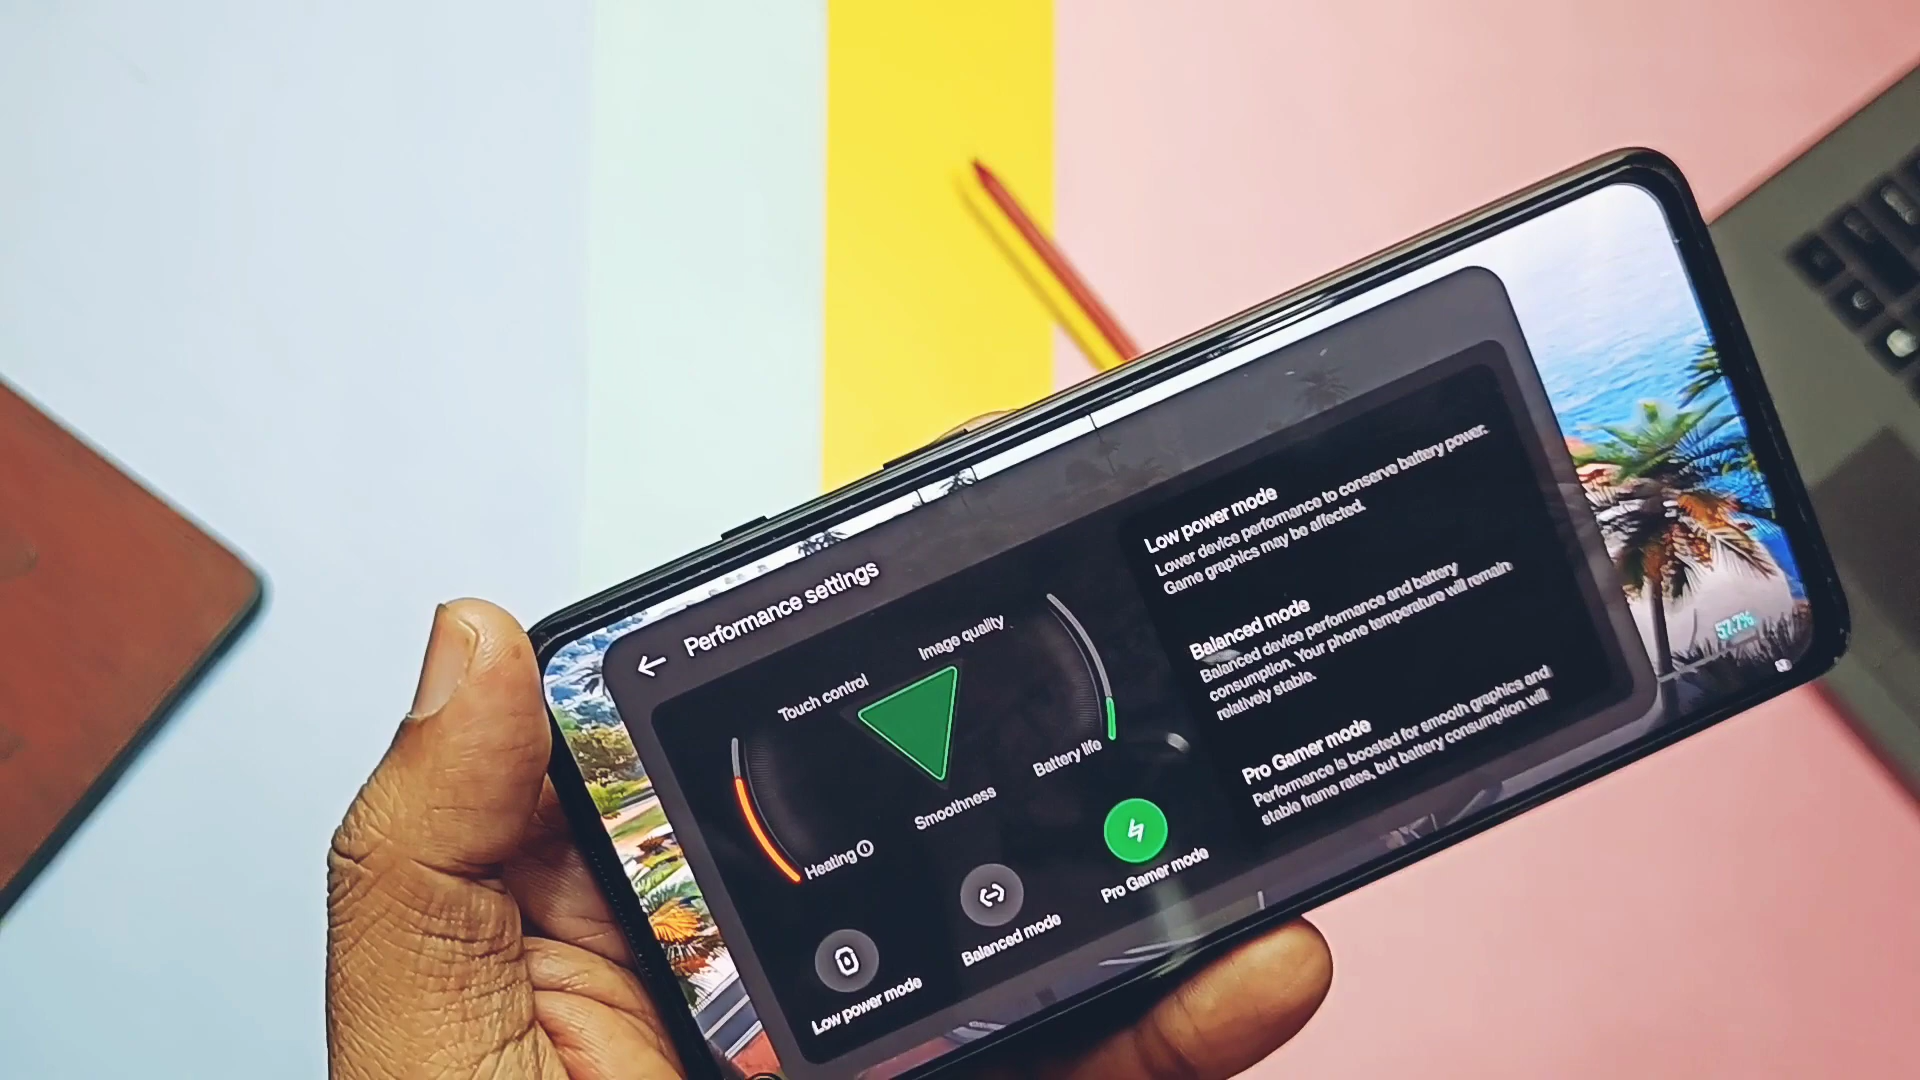 Performance settings
Touch control
Image quality
Smoothness
Heating
Battery life
Low power mode
Balanced mode
Pro Gamer mode
Low power mode
Lower device performance to conserve battery power.
Game graphics may be affected.
Balanced mode
Balanced device performance and battery
consumption. Your phone temperature will remain
relatively stable.
Pro Gamer mode
Performance is boosted for smooth graphics and
stable frame rates, but battery consumption will
57.7%